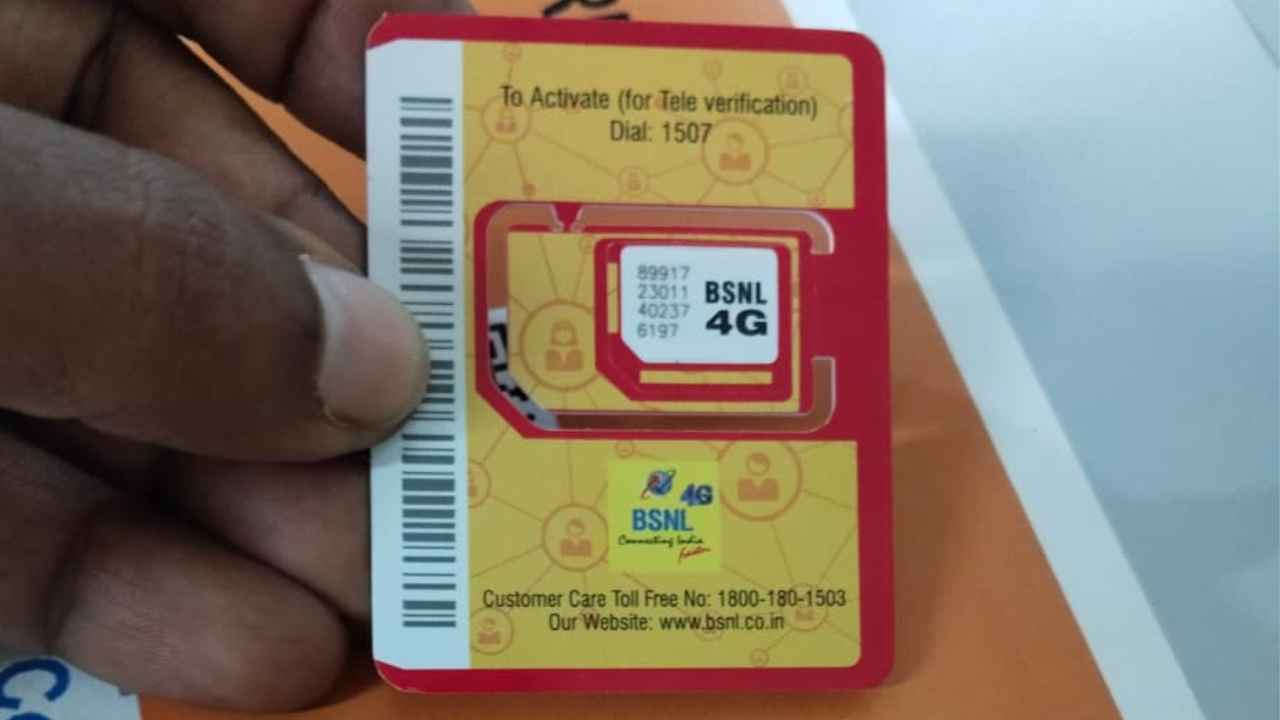 To Activate (for Tele verification)
Dial: 1507
89917
23011
40237
6197
BSNL
4G
4G
BSNL
Connecting India
faster
Customer Care Toll Free No: 1800-180-1503
Our Website: www.bsnl.co.in